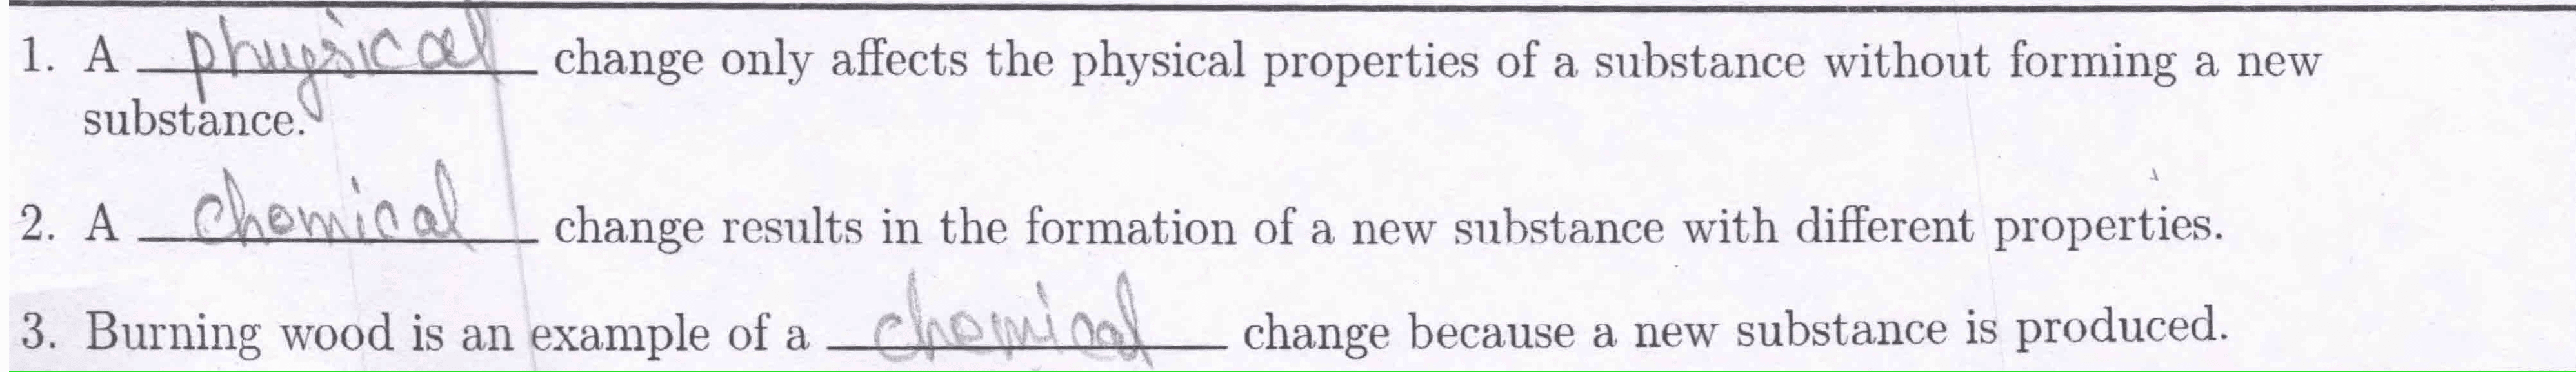 1. A physical change only affects the physical properties of a substance without forming a new
substance.
2. A chemical change results in the formation of a new substance with different properties.
3. Burning wood is an example of a chemical change because a new substance is produced.